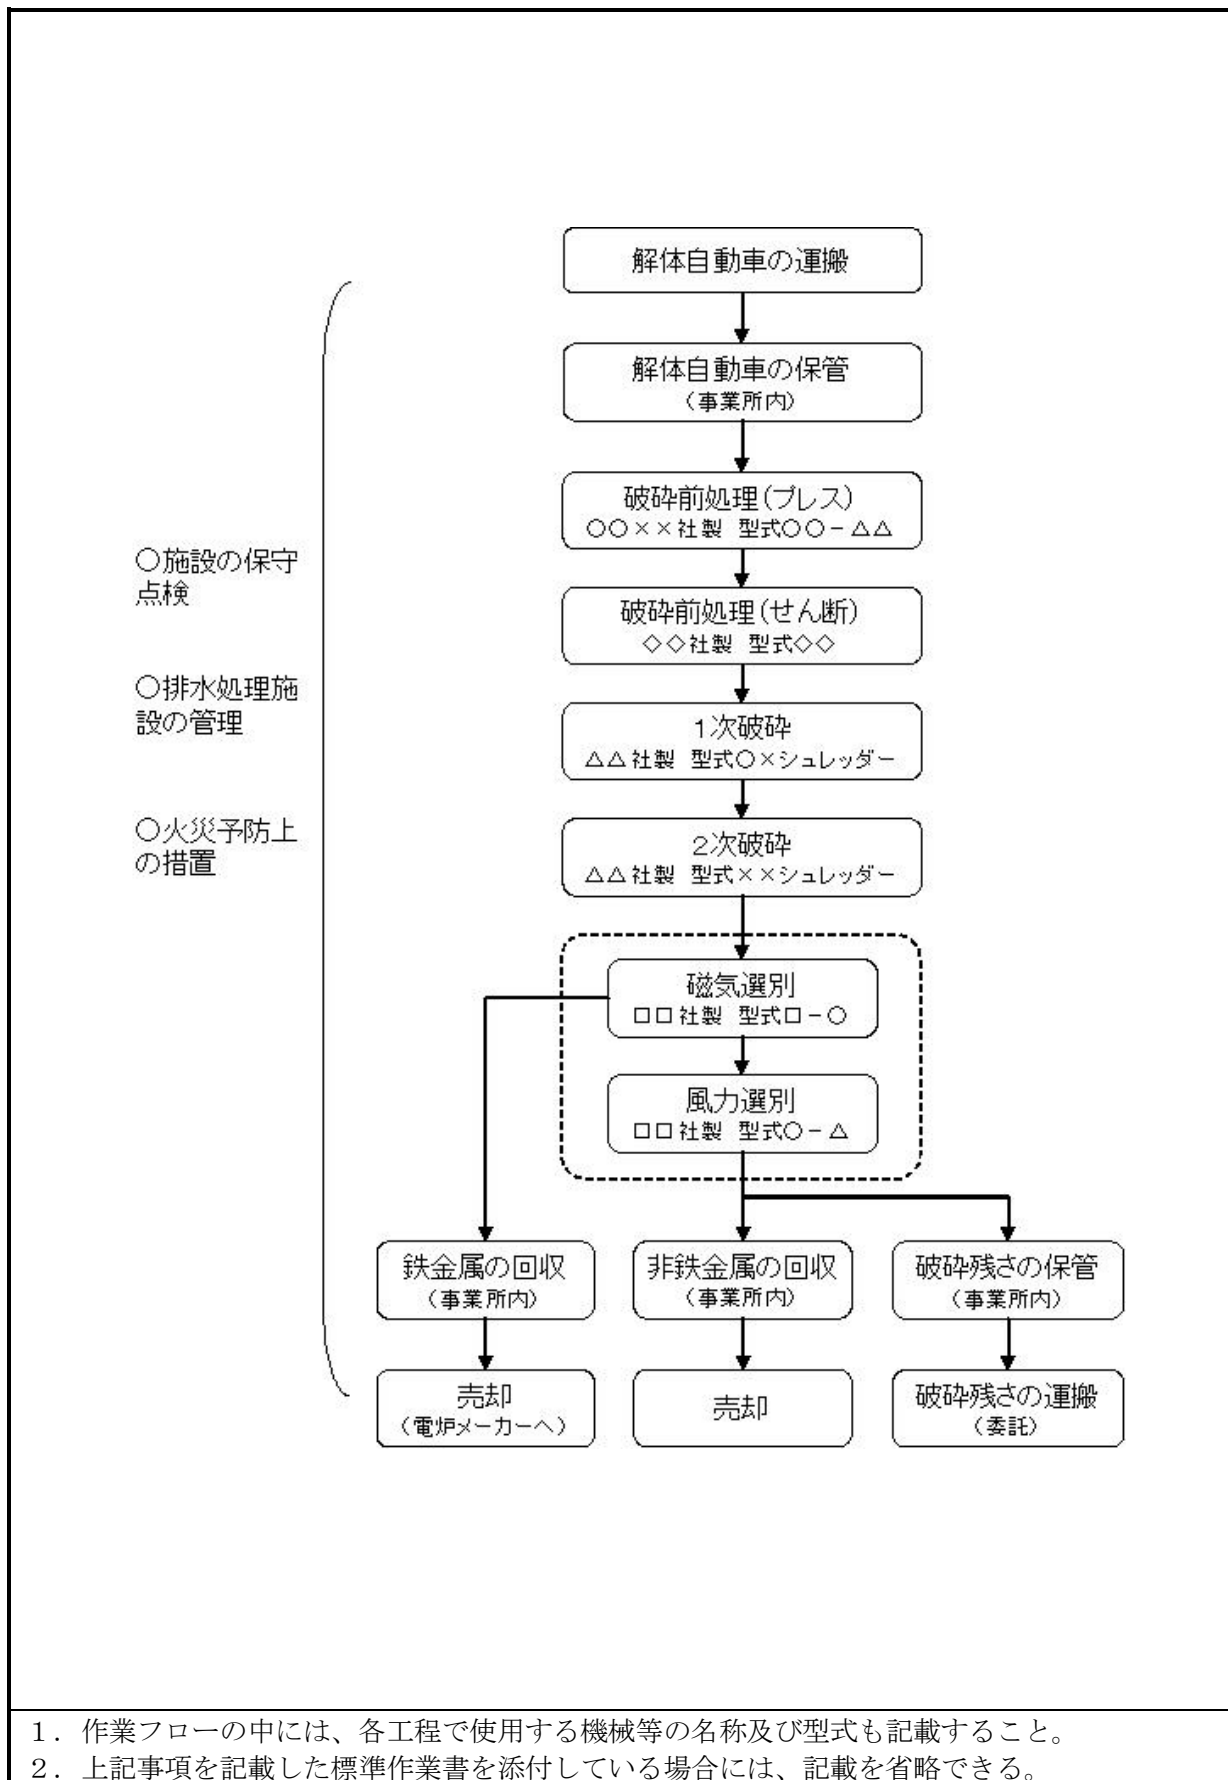 解体自動車の運搬
解体自動車の保管
（事業所内）
破砕前処理（プレス）
○○××社製 型式○○－△△
破砕前処理（せん断）
◇◇社製 型式◇◇
1次破砕
△△社製 型式○×シュレッダー
2次破砕
△△社製 型式××シュレッダー
磁気選別
□□社製 型式□－○
風力選別
□□社製 型式○－△
○施設の保守
点検
○排水処理施
設の管理
○火災予防上
の措置
鉄金属の回収
（事業所内）
非鉄金属の回収
（事業所内）
破砕残さの保管
（事業所内）
売却
（電炉メーカーへ）
売却
破砕残さの運搬
（委託）
１．作業フローの中には、各工程で使用する機械等の名称及び型式も記載すること。
２．上記事項を記載した標準作業書を添付している場合には、記載を省略できる。